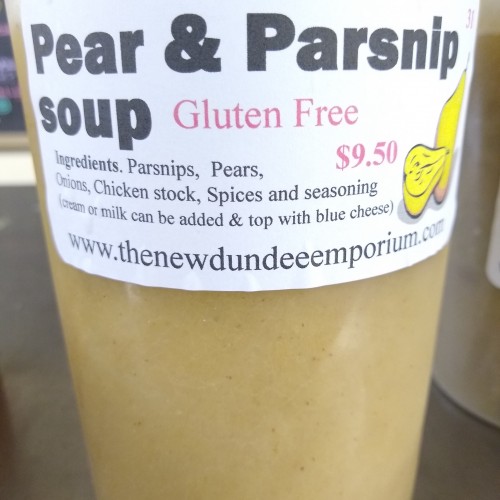 Pear & Parsnip
soup Gluten Free
$9.50
Ingredients. Parsnips, Pears,
Onions, Chicken stock, Spices and seasoning
(cream or milk can be added & top with blue cheese)
www.thenewdundeeemporium.com